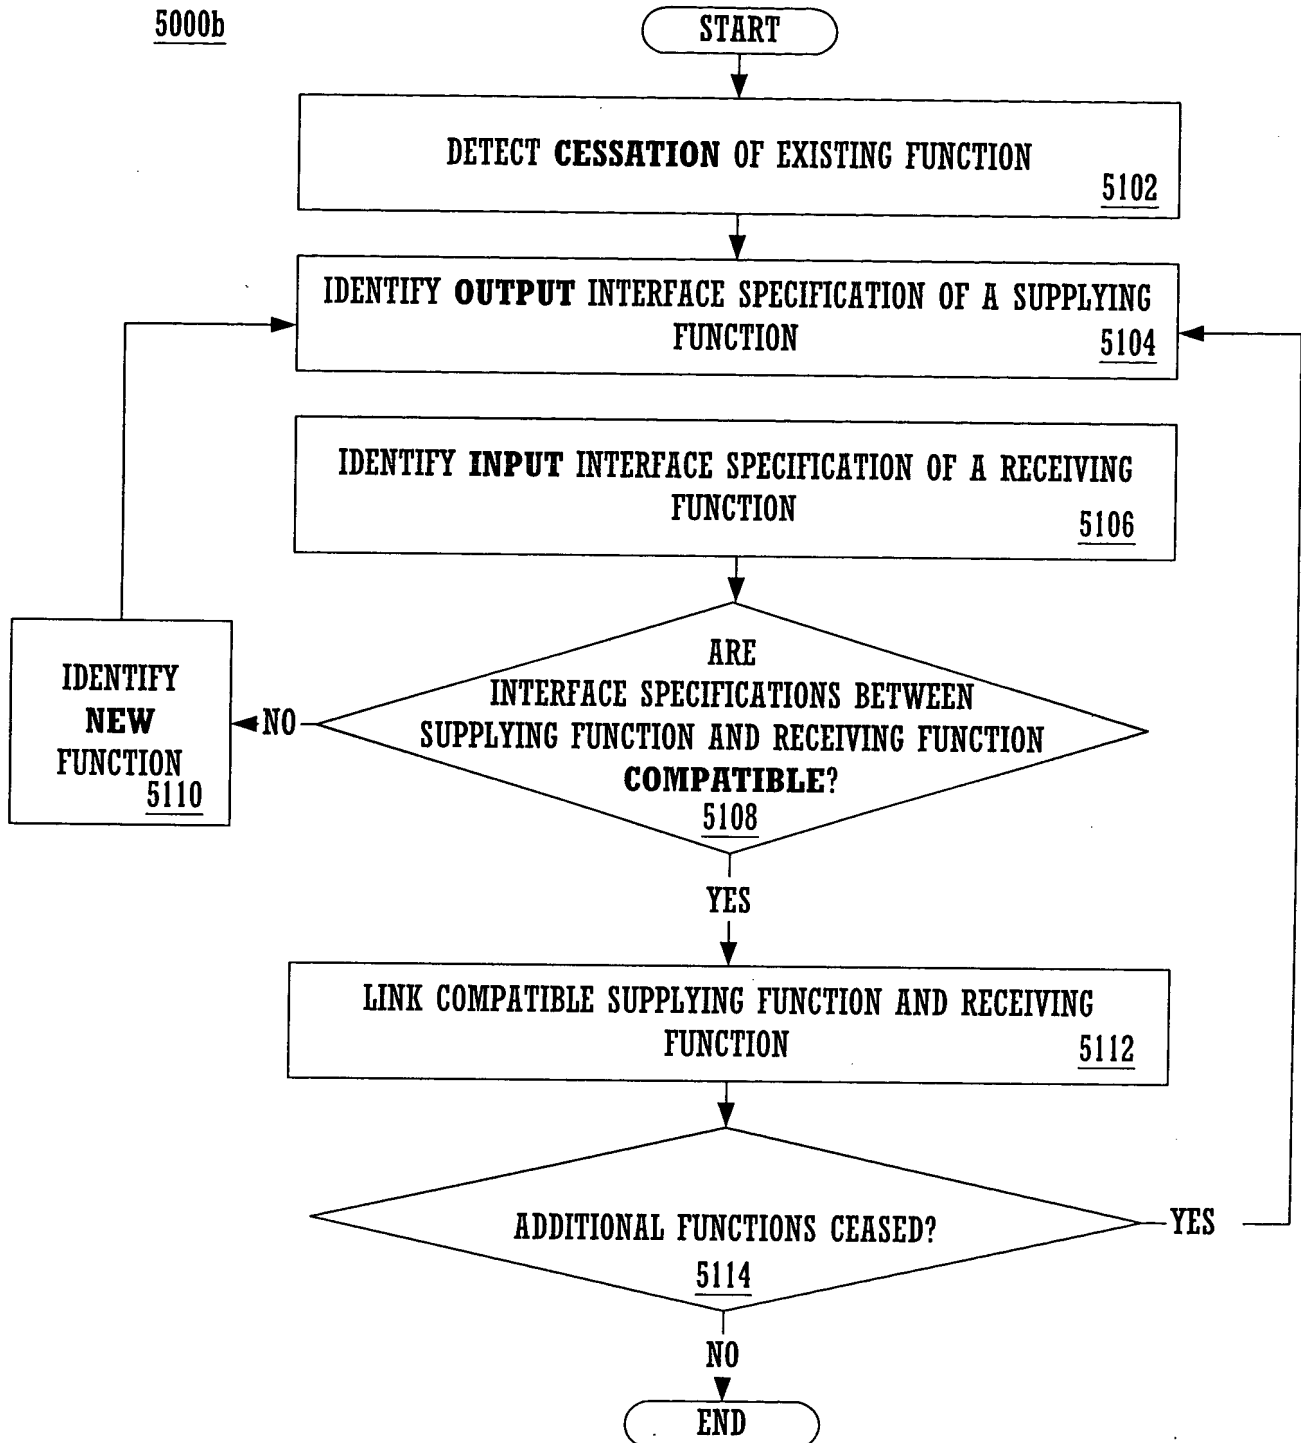 5000b
START
DETECT CESSATION OF EXISTING FUNCTION
5102
IDENTIFY OUTPUT INTERFACE SPECIFICATION OF A SUPPLYING
FUNCTION
5104
IDENTIFY INPUT INTERFACE SPECIFICATION OF A RECEIVING
FUNCTION
5106
ARE
INTERFACE SPECIFICATIONS BETWEEN
SUPPLYING FUNCTION AND RECEIVING FUNCTION
COMPATIBLE?
5108
NO
IDENTIFY
NEW
FUNCTION
5110
YES
LINK COMPATIBLE SUPPLYING FUNCTION AND RECEIVING
FUNCTION
5112
ADDITIONAL FUNCTIONS CEASED?
5114
YES
NO
END